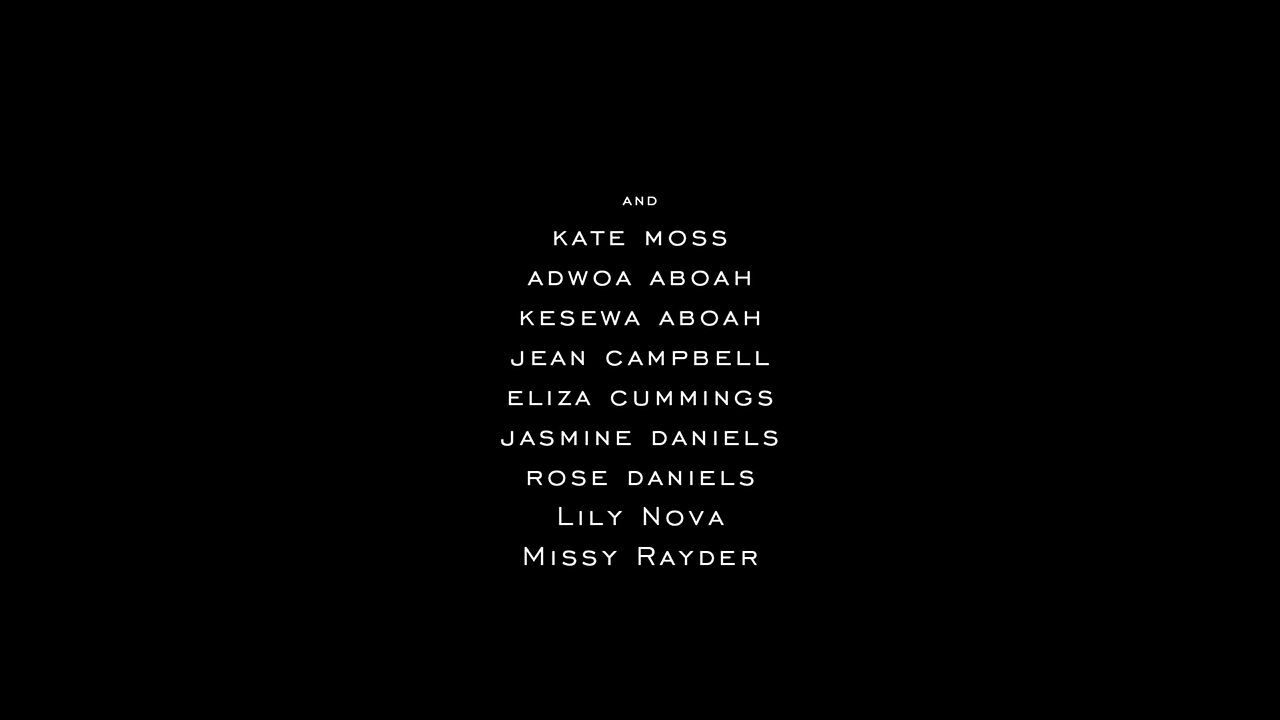 AND
KATE MOSS
ADWOA ABOAH
KESEWA ABOAH
JEAN CAMPBELL
ELIZA CUMMINGS
JASMINE DANIELS
ROSE DANIELS
LILY NOVA
MISSY RAYDER